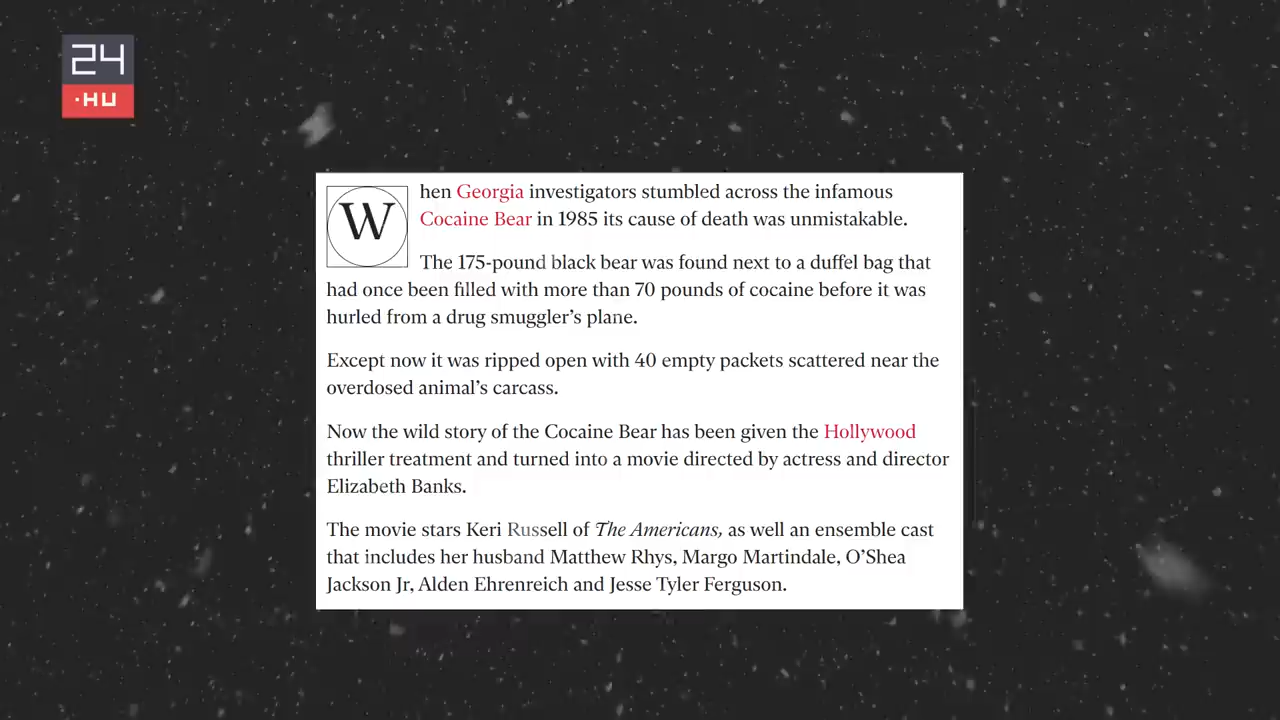 24
.HU
When Georgia investigators stumbled across the infamous
Cocaine Bear in 1985 its cause of death was unmistakable.
The 175-pound black bear was found next to a duffel bag that
had once been filled with more than 70 pounds of cocaine before it was
hurled from a drug smuggler’s plane.
Except now it was ripped open with 40 empty packets scattered near the
overdosed animal’s carcass.
Now the wild story of the Cocaine Bear has been given the Hollywood
thriller treatment and turned into a movie directed by actress and director
Elizabeth Banks.
The movie stars Keri Russell of The Americans, as well an ensemble cast
that includes her husband Matthew Rhys, Margo Martindale, O’Shea
Jackson Jr, Alden Ehrenreich and Jesse Tyler Ferguson.